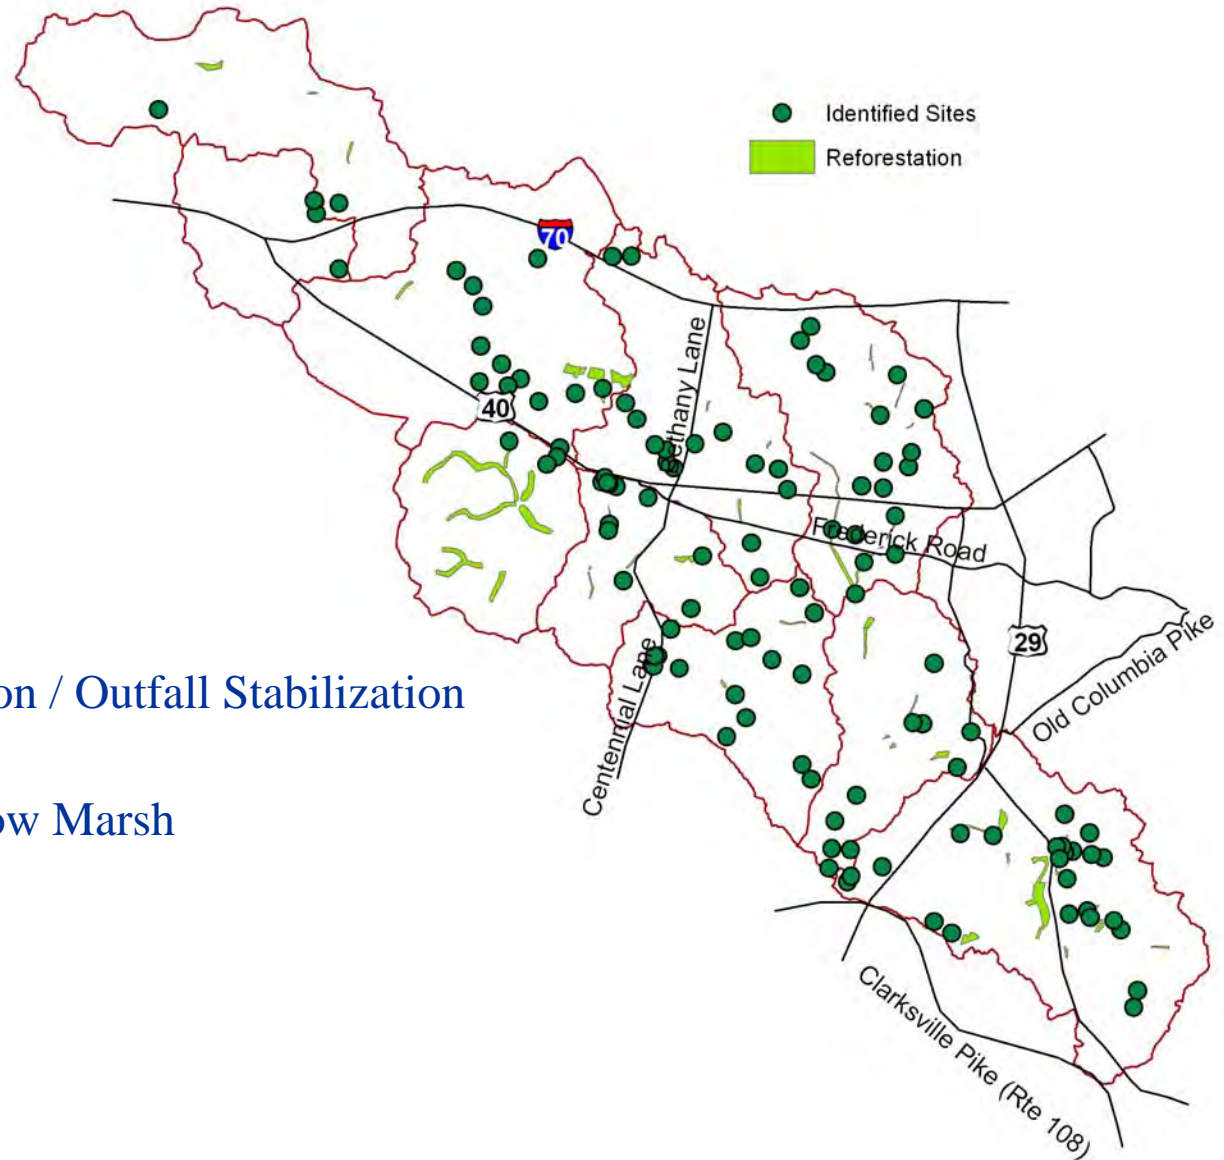 Identified Sites
Reforestation
70
Bethany Lane
40
Frederick Road
29
Old Columbia Pike
on / Outfall Stabilization
Centennial Lane
ow Marsh
Clarksville Pike (Rte 108)